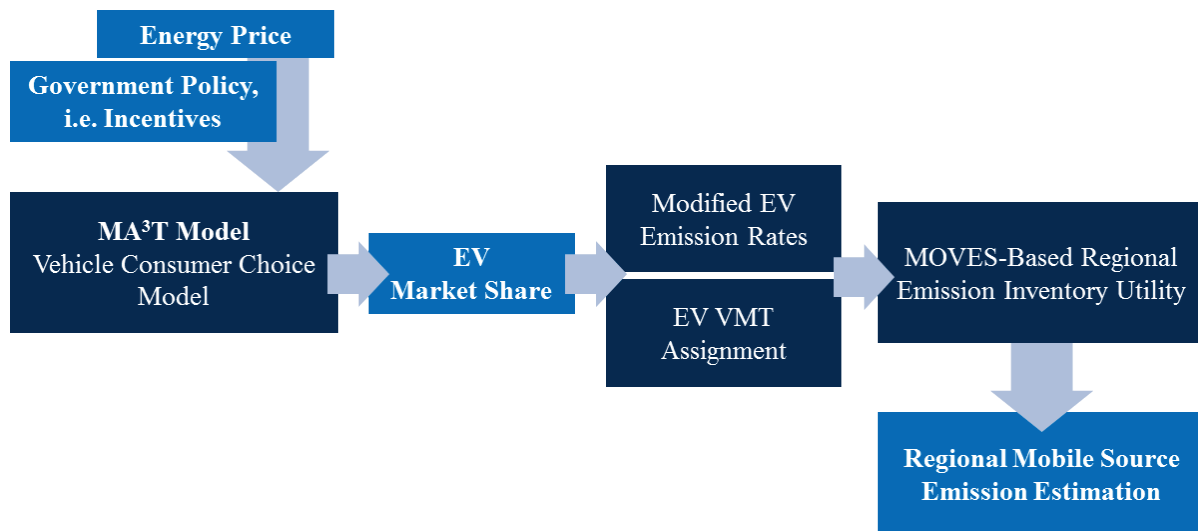 Energy Price
Government Policy,
i.e. Incentives
MA³T Model
Vehicle Consumer Choice
Model
EV
Market Share
Modified EV
Emission Rates
EV VMT
Assignment
MOVES-Based Regional
Emission Inventory Utility
Regional Mobile Source
Emission Estimation